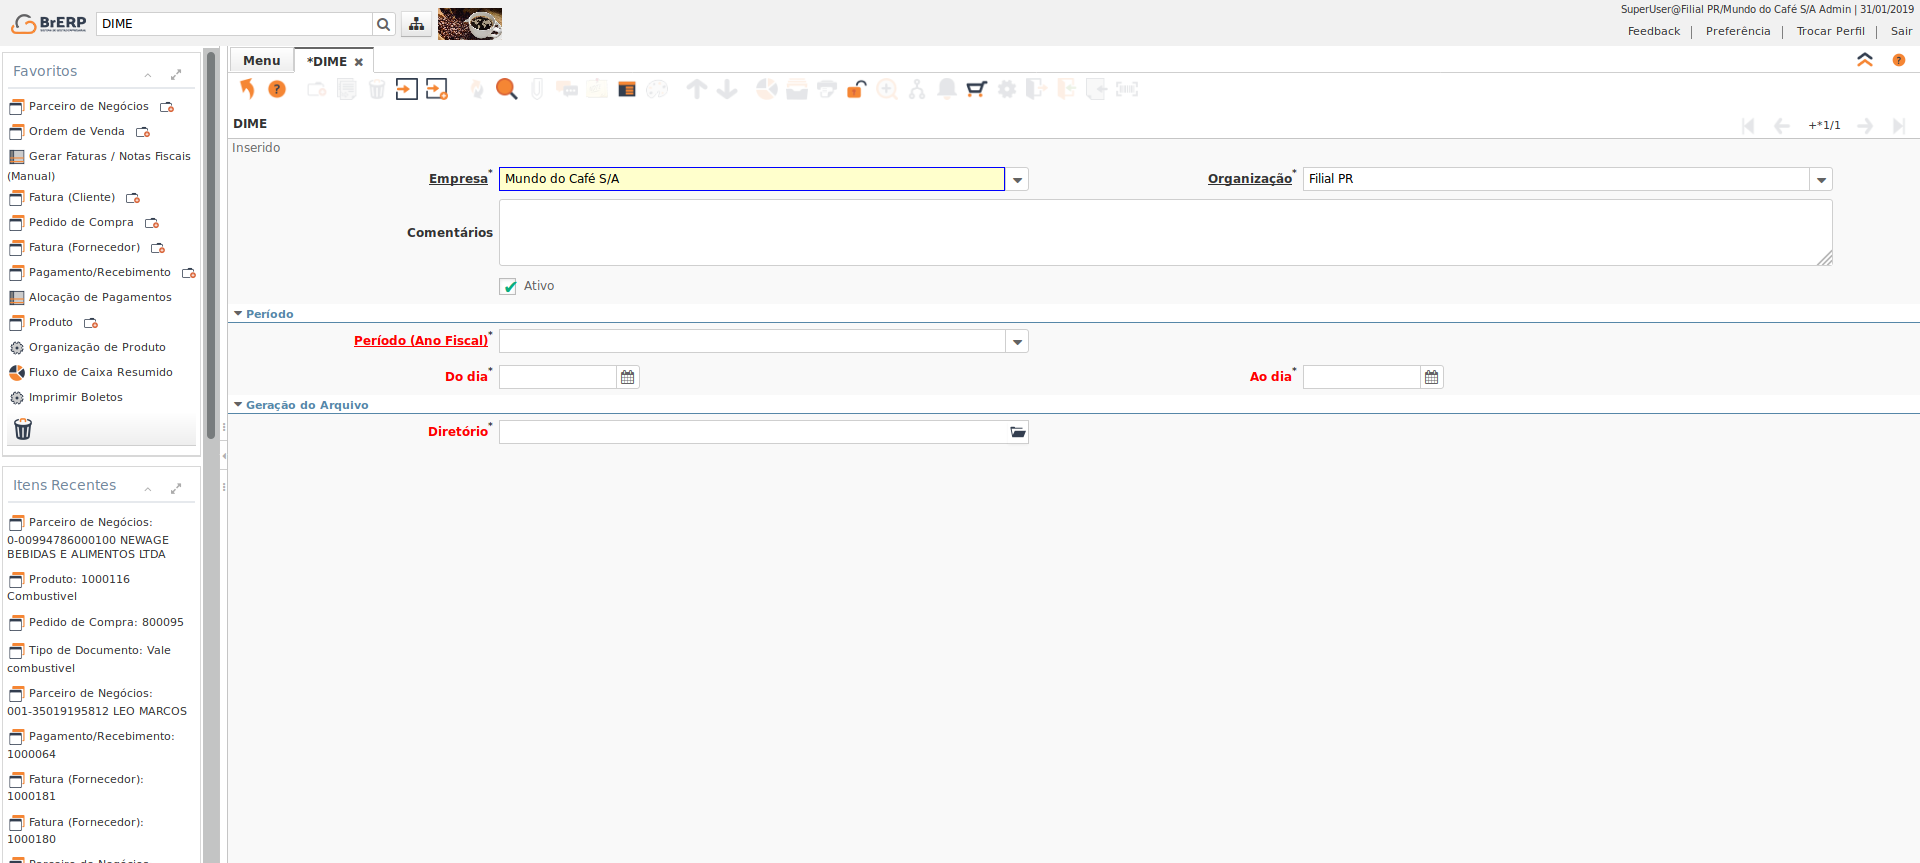 BrERP
DIME
SuperUser@Filial PR/Mundo do Café S/A Admin | 31/01/2019
Feedback | Preferência | Trocar Perfil | Sair
Favoritos
Parceiro de Negócios
Ordem de Venda
Gerar Faturas / Notas Fiscais
(Manual)
Fatura (Cliente)
Pedido de Compra
Fatura (Fornecedor)
Pagamento/Recebimento
Alocação de Pagamentos
Produto
Organização de Produto
Fluxo de Caixa Resumido
Imprimir Boletos
Itens Recentes
Parceiro de Negócios:
0-00994786000100 NEWAGE
BEBIDAS E ALIMENTOS LTDA
Produto: 1000116
Combustivel
Pedido de Compra: 800095
Tipo de Documento: Vale
combustivel
Parceiro de Negócios:
001-35019195812 LEO MARCOS
Pagamento/Recebimento:
1000064
Fatura (Fornecedor):
1000181
Fatura (Fornecedor):
1000180
Parceiro de Negócios
Menu
*DIME
DIME
+*1/1
Inserido
Empresa* Mundo do Café S/A
Organização* Filial PR
Comentários
Ativo
Período
Período (Ano Fiscal)*
Do dia*
Ao dia*
Geração do Arquivo
Diretório*